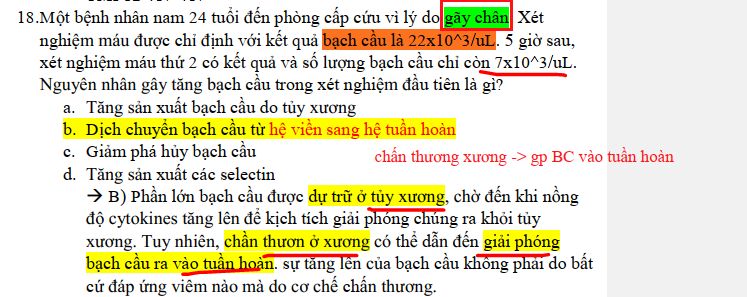 18.Một bệnh nhân nam 24 tuổi đến phòng cấp cứu vì lý do gãy chân. Xét
nghiệm máu được chỉ định với kết quả bạch cầu là 22x10^3/uL. 5 giờ sau,
xét nghiệm máu thứ 2 có kết quả và số lượng bạch cầu chỉ còn 7x10^3/uL.
Nguyên nhân gây tăng bạch cầu trong xét nghiệm đầu tiên là gì?
a. Tăng sản xuất bạch cầu do tủy xương
b. Dịch chuyển bạch cầu từ hệ viền sang hệ tuần hoàn
c. Giảm phá hủy bạch cầu
chấn thương xương -> gp BC vào tuần hoàn
d. Tăng sản xuất các selectin
→ B) Phần lớn bạch cầu được dự trữ ở tủy xương, chờ đến khi nồng
độ cytokines tăng lên để kịch tích giải phóng chúng ra khỏi tủy
xương. Tuy nhiên, chần thươn ở xương có thể dẫn đến giải phóng
bạch cầu ra vào tuần hoàn. sự tăng lên của bạch cầu không phải do bất
cứ đáp ứng viêm nào mà do cơ chế chấn thương.